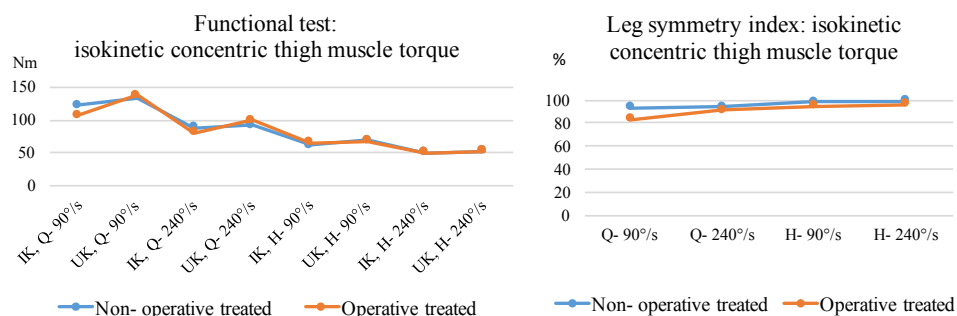 Functional test:
isokinetic concentric thigh muscle torque
Nm
150
100
50
0
IK, Q- 90°/s
UK, Q- 90°/s
IK, Q- 240°/s
UK, Q- 240°/s
IK, H- 90°/s
UK, H- 90°/s
IK, H- 240°/s
UK, H- 240°/s
Non- operative treated
Operative treated
Leg symmetry index: isokinetic
concentric thigh muscle torque
%
100
80
60
40
20
0
Q- 90°/s
Q- 240°/s
H- 90°/s
H- 240°/s
Non- operative treated
Operative treated